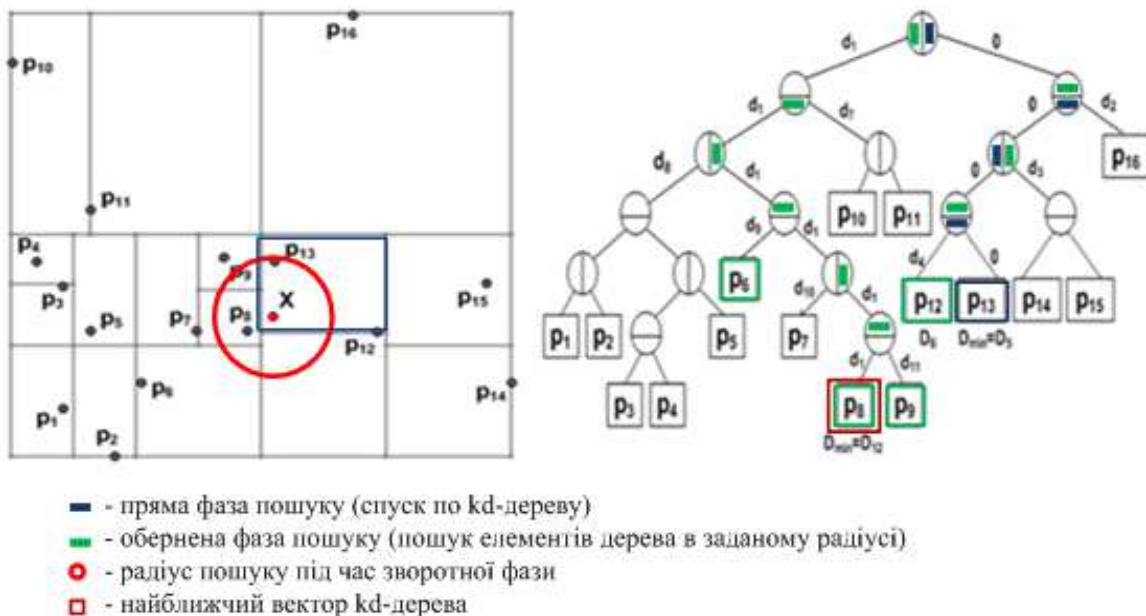 p₁₆
p₁₀
p₁₁
p₄
p₃
p₅
p₇
p₉
p₈
p₁₃
X
p₁₂
p₁₅
p₁
p₂
p₆
p₁₄
d₁ 0
d₁ d₇ 0 d₂
d₈ d₁ 0 d₃ p₁₆
d₉ d₁ p₁₀ p₁₁ d₄ 0
p₆ d₁₀ d₁ p₁₂ p₁₃ p₁₄ p₁₅
p₁ p₂ p₅ p₇ D₆ Dmin=D₅
d₁ d₁₁
p₃ p₄ p₈ p₉
Dmin=D₁₂
- пряма фаза пошуку (спуск по kd-дереву)
- обернена фаза пошуку (пошук елементів дерева в заданому радіусі)
- радіус пошуку під час зворотної фази
- найближчий вектор kd-дерева